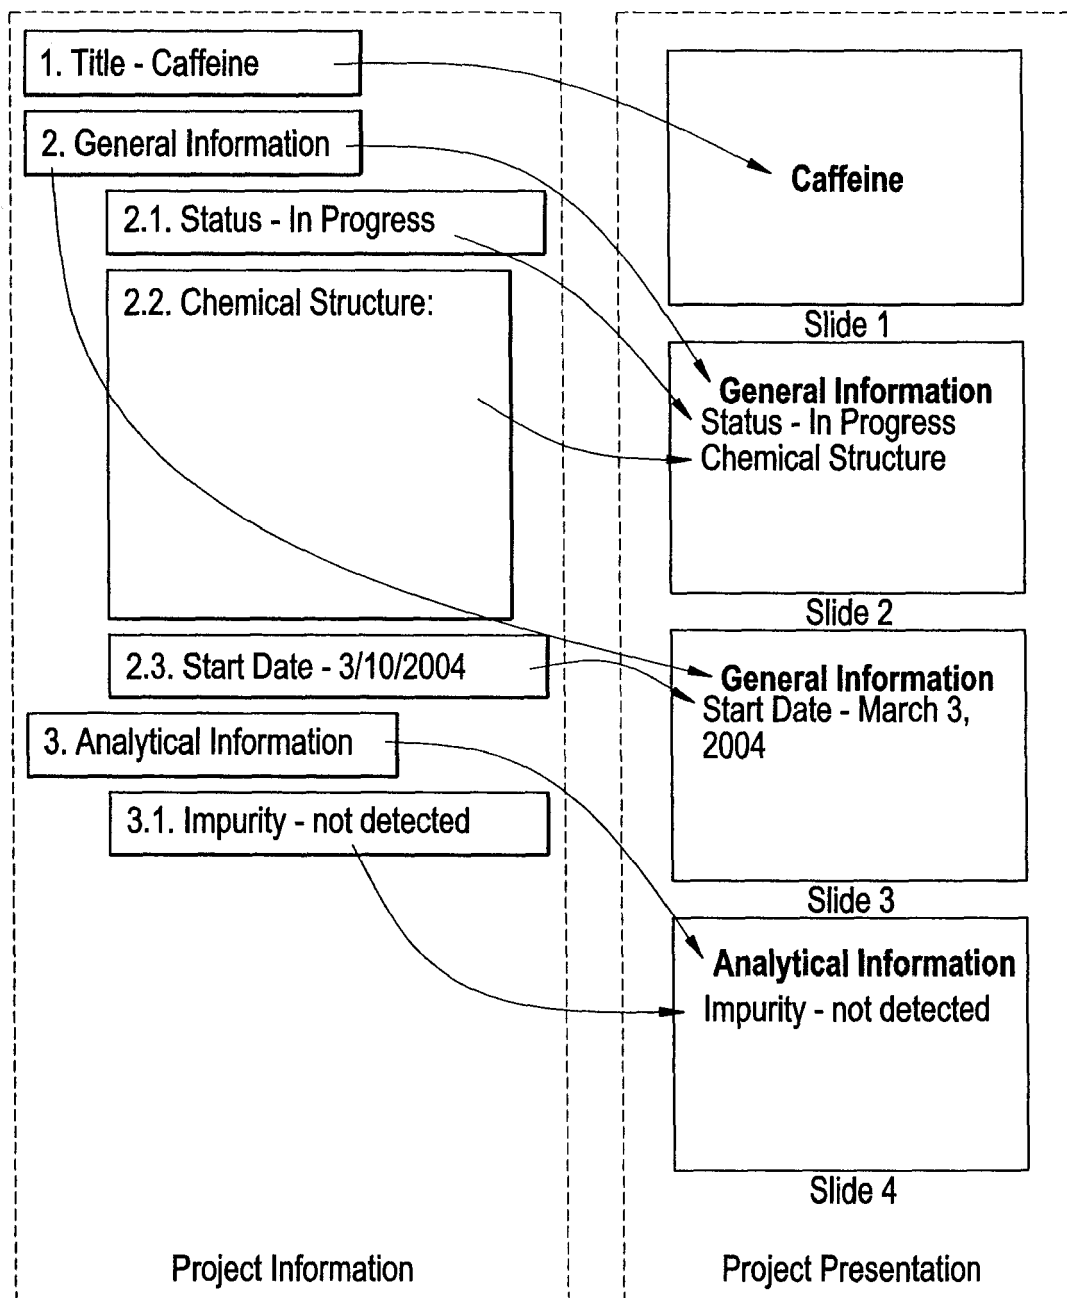 1. Title - Caffeine
2. General Information
2.1. Status - In Progress
2.2. Chemical Structure:
2.3. Start Date - 3/10/2004
3. Analytical Information
3.1. Impurity - not detected
Project Information
Caffeine
Slide 1
General Information
Status - In Progress
Chemical Structure
Slide 2
General Information
Start Date - March 3,
2004
Slide 3
Analytical Information
Impurity - not detected
Slide 4
Project Presentation